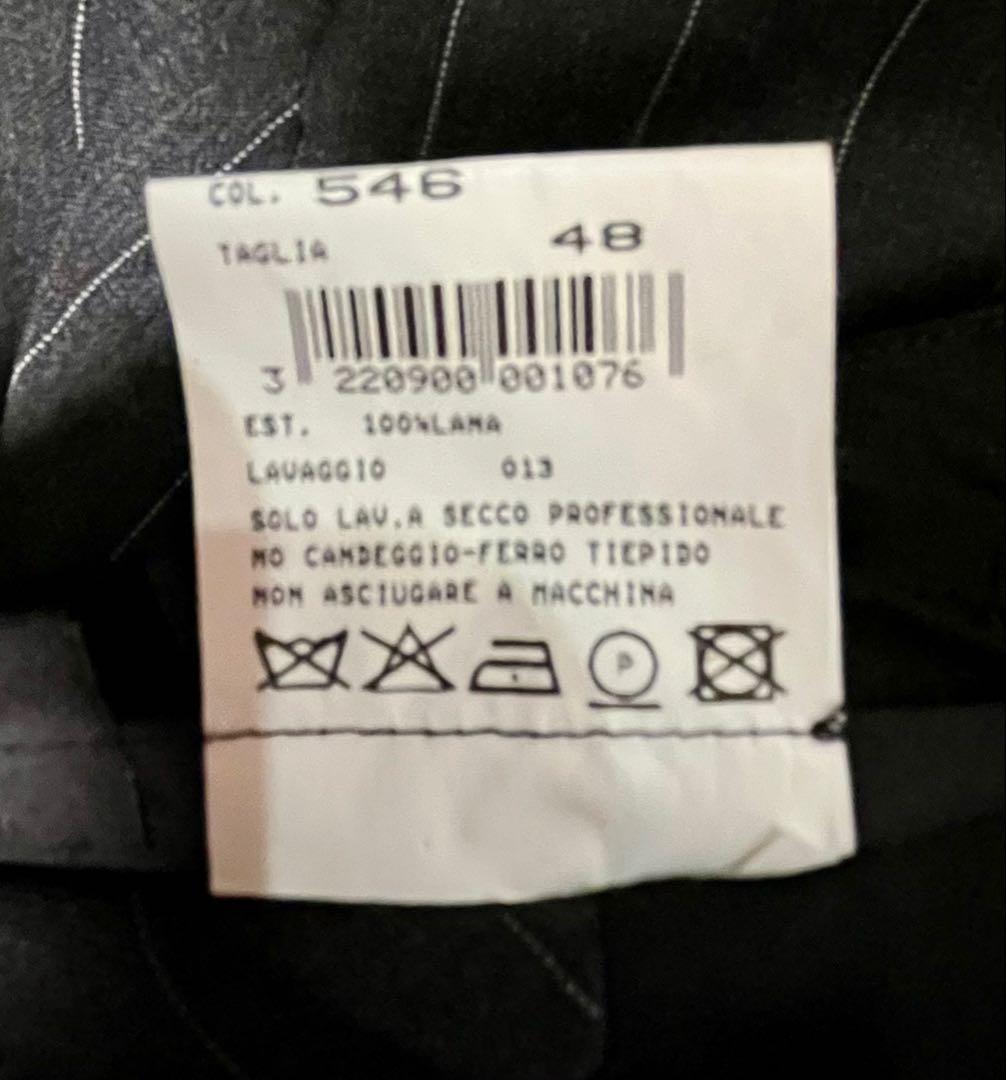 COL. 546
TAGLIA 48
3 220900 001076
EST. 100%LANA
LAVAGGIO 013
SOLO LAV.A SECCO PROFESSIONALE
NO CANDEGGIO-FERRO TIEPIDO
NON ASCIUGARE A MACCHINA
P